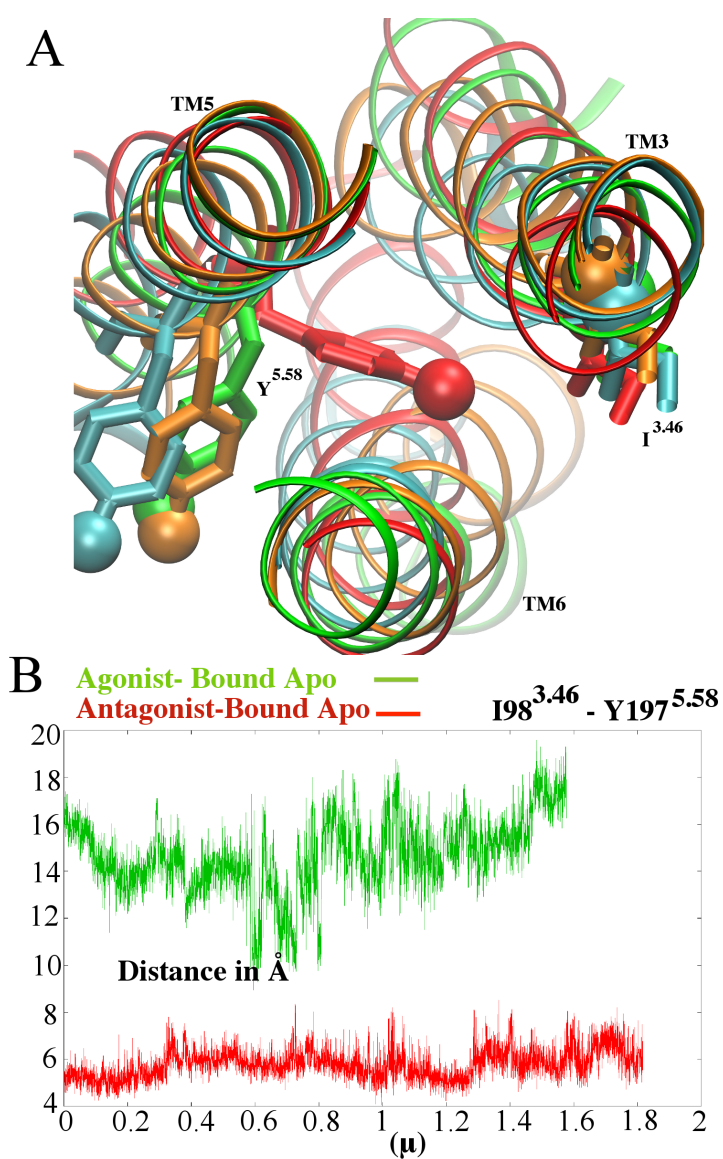 A
TM5
TM3
Y5.58
I3.46
TM6
B
Agonist- Bound Apo
Antagonist-Bound Apo
I983.46 - Y1975.58
20
18
16
14
12
10
8
6
4
Distance in Å
0 0.2 0.4 0.6 0.8 1 1.2 1.4 1.6 1.8 2
(μ)